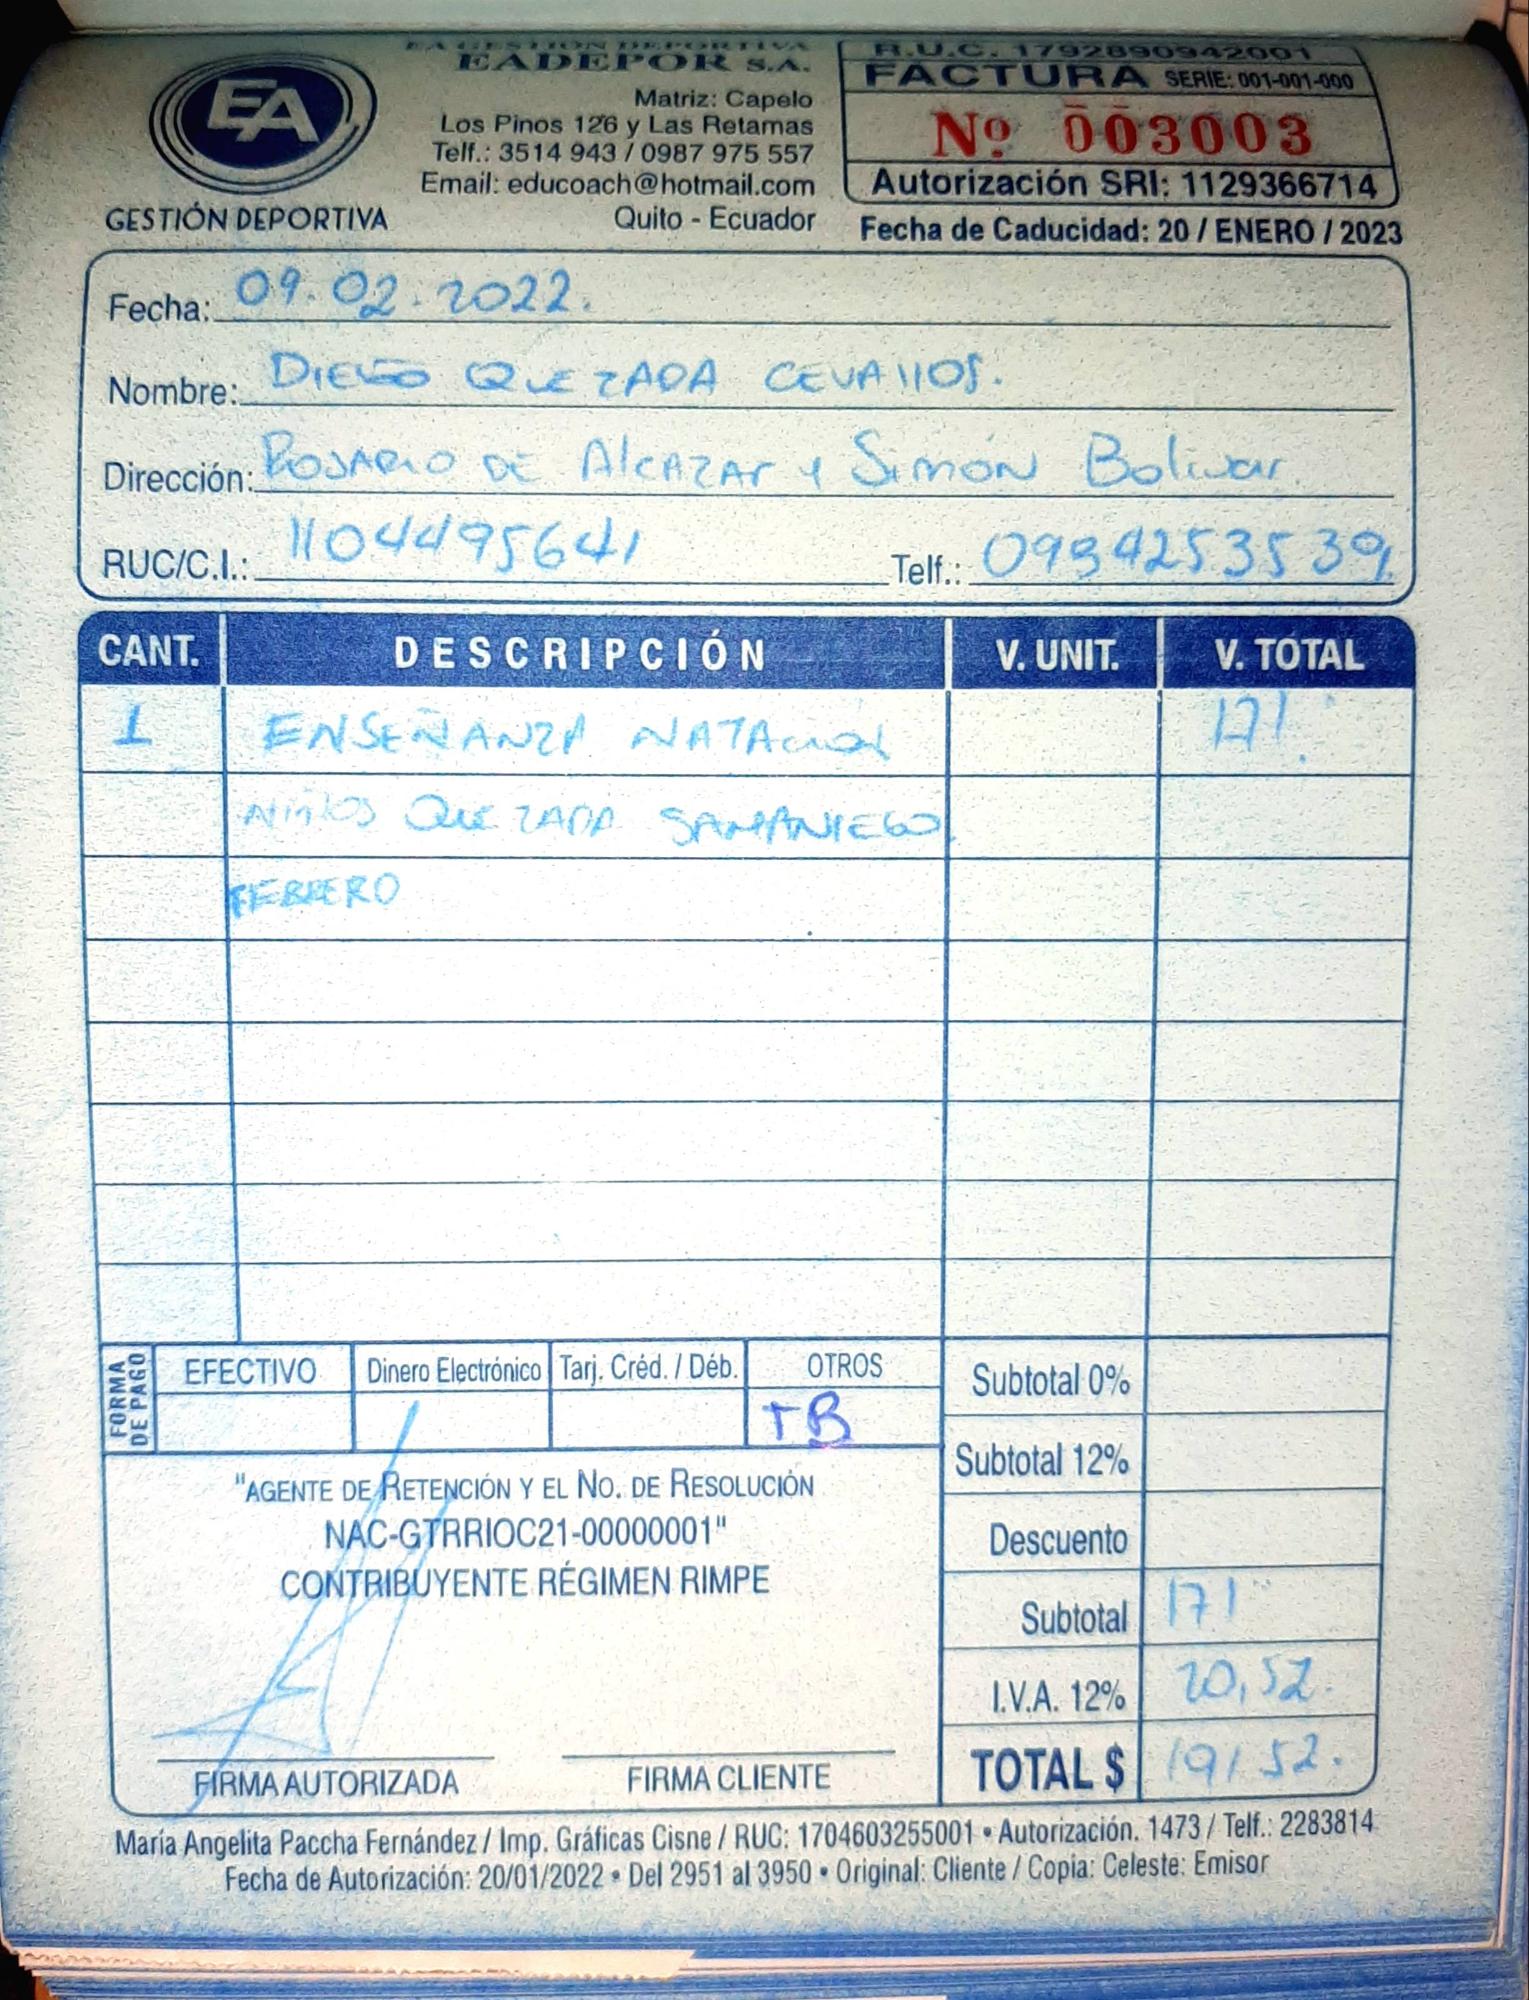 EA
GESTIÓN DEPORTIVA
EA GESTIÓN DEPORTIVA
EADEPOR S.A.
Matriz: Capelo
Los Pinos 126 y Las Retamas
Telf.: 3514 943 / 0987 975 557
Email: educoach@hotmail.com
Quito - Ecuador
R.U.C. 1792890942001
FACTURA SERIE: 001-001-000
Nº 003003
Autorización SRI: 1129366714
Fecha de Caducidad: 20 / ENERO / 2023
Fecha: 09.02.2022.
Nombre: DIEGO QUEZADA CEVALLOS.
Dirección: ROSARIO DE AlcAZAr y Simón Bolivar.
RUC/C.I.: 1104495641 Telf.: 0994253539
CANT. DESCRIPCIÓN V. UNIT. V. TOTAL
1 ENSEÑANZA NATACIÓN 171
NIÑOS QUEZADA SAMANIEGO.
FEBRERO
FORMA DE PAGO EFECTIVO Dinero Electrónico Tarj. Créd. / Déb. OTROS
TB
"AGENTE DE RETENCIÓN Y EL NO. DE RESOLUCIÓN
NAC-GTRRIOC21-00000001"
CONTRIBUYENTE RÉGIMEN RIMPE
FIRMA AUTORIZADA FIRMA CLIENTE
Subtotal 0%
Subtotal 12%
Descuento
Subtotal 171
I.V.A. 12% 20,52.
TOTAL $ 191,52.
María Angelita Paccha Fernández / Imp. Gráficas Cisne / RUC: 1704603255001 • Autorización. 1473 / Telf.: 2283814
Fecha de Autorización: 20/01/2022 • Del 2951 al 3950 • Original: Cliente / Copia: Celeste: Emisor